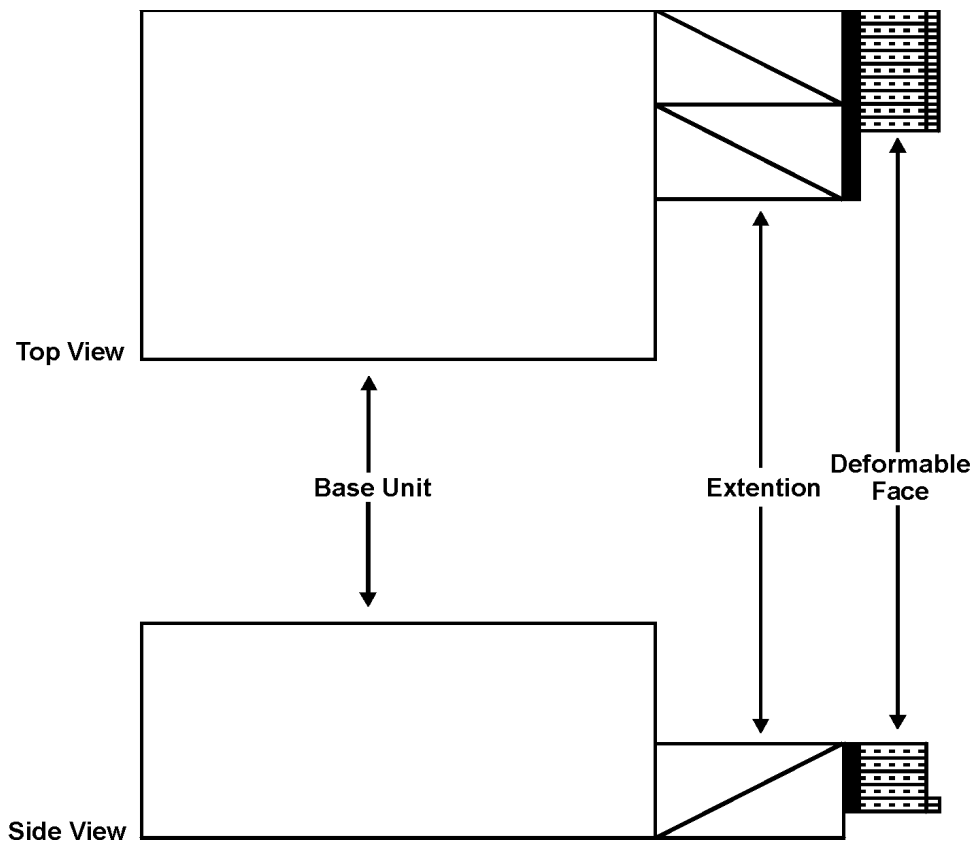 Top View
Base Unit
Extention
Deformable
Face
Side View